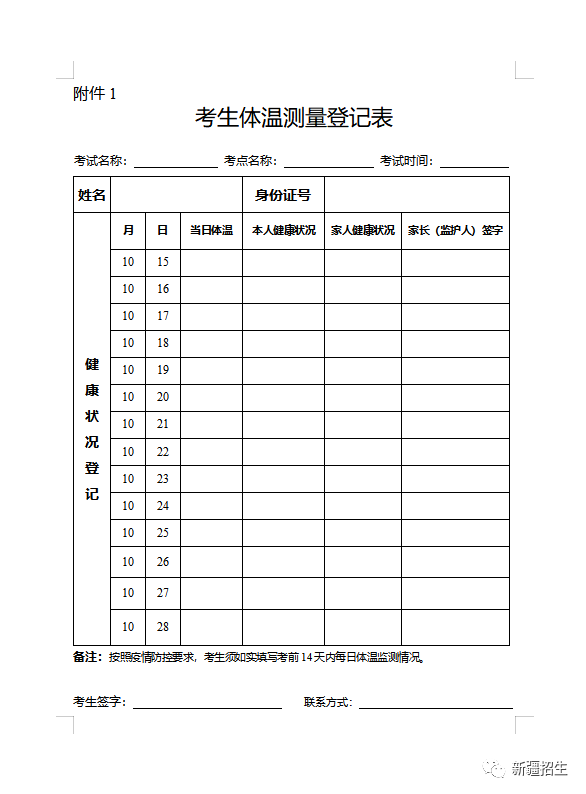 附件 1
考生体温测量登记表
考试名称： 考点名称： 考试时间：
姓名 身份证号
健康状况登记
月 日 当日体温 本人健康状况 家人健康状况 家长（监护人）签字
10 15
10 16
10 17
10 18
10 19
10 20
10 21
10 22
10 23
10 24
10 25
10 26
10 27
10 28
备注：按照疫情防控要求，考生须如实填写考前 14 天内每日体温监测情况。
考生签字： 联系方式：
新疆招生